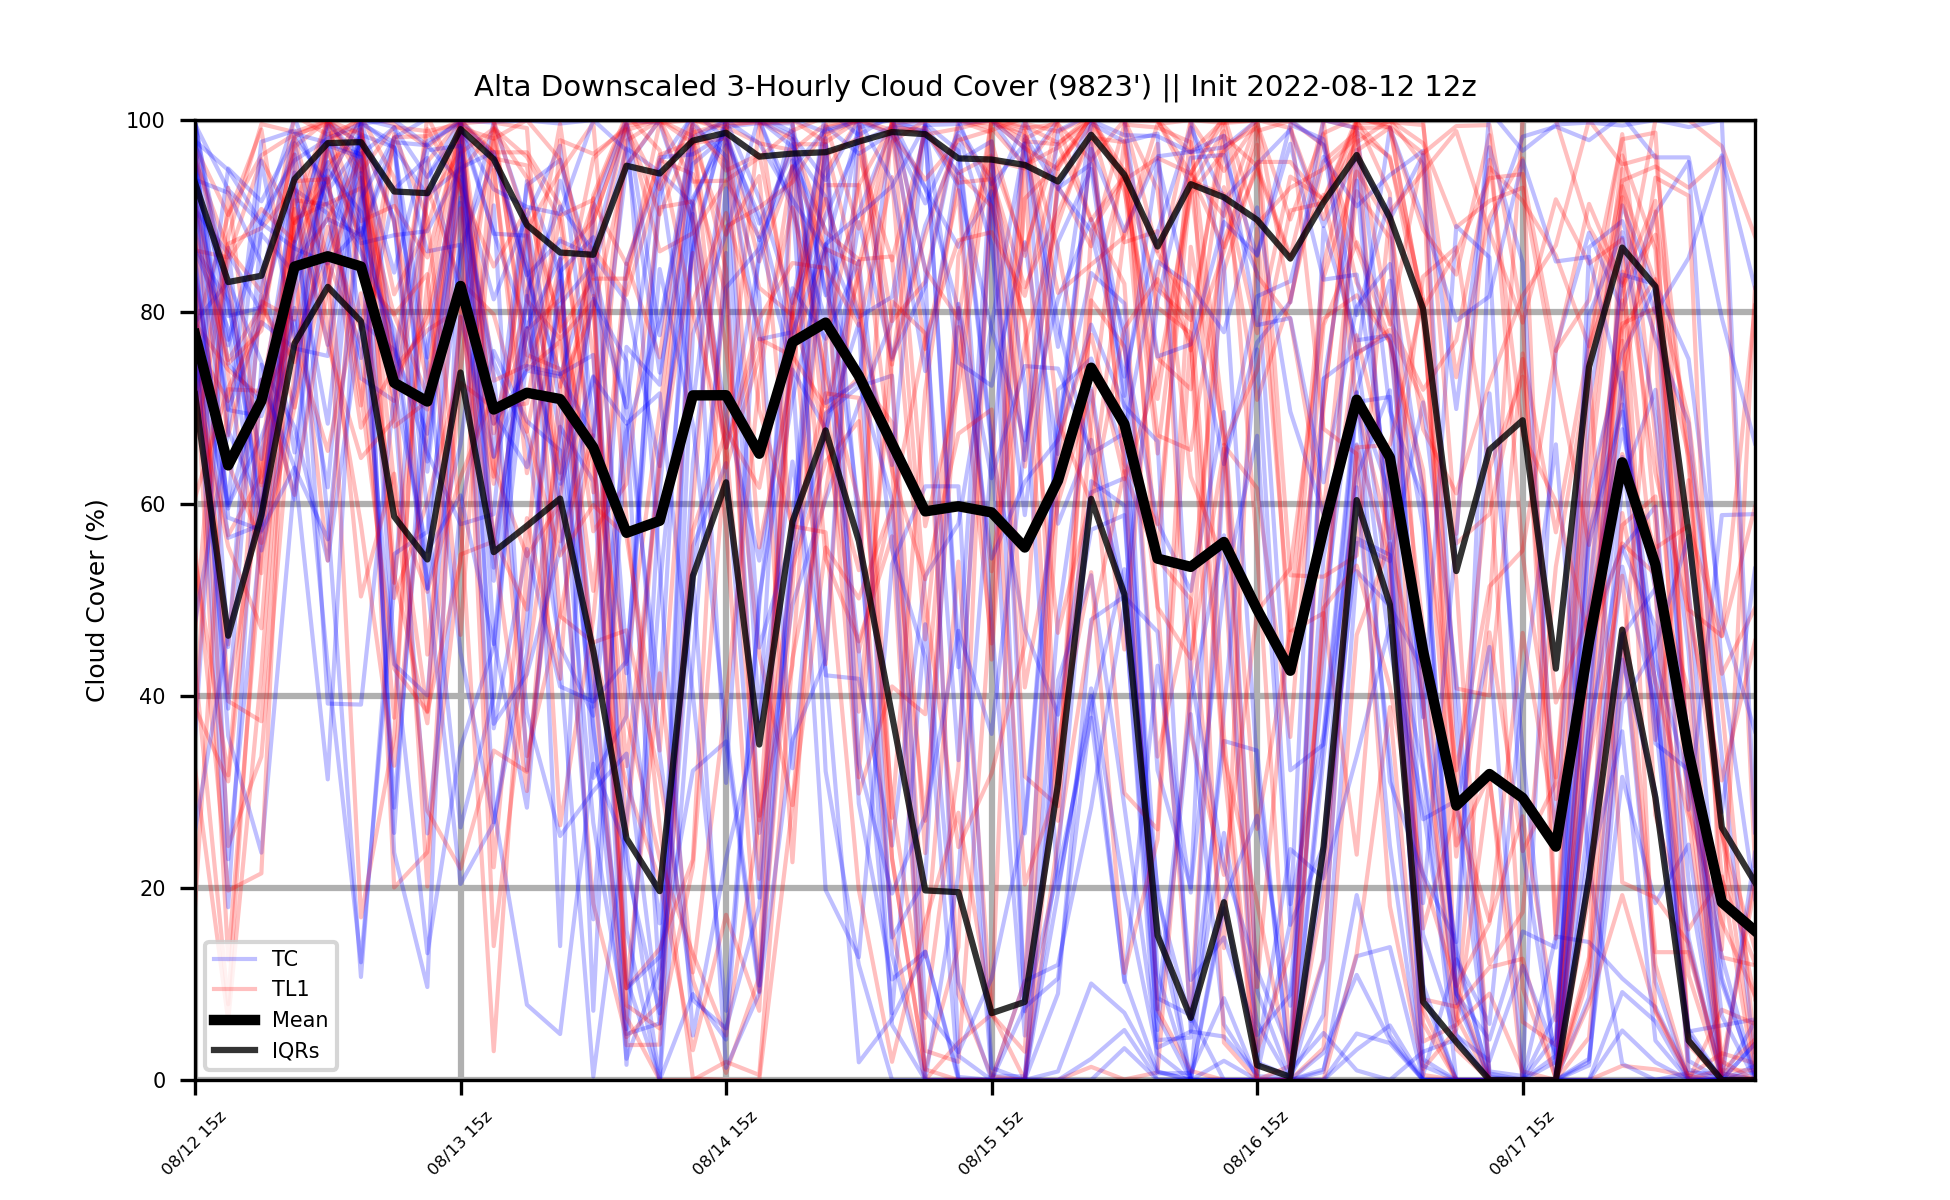 Alta Downscaled 3-Hourly Cloud Cover (9823') || Init 2022-08-12 12z
Cloud Cover (%)
100
80
60
40
20
0
TC
TL1
Mean
IQRs
08/12 15z
08/13 15z
08/14 15z
08/15 15z
08/16 15z
08/17 15z